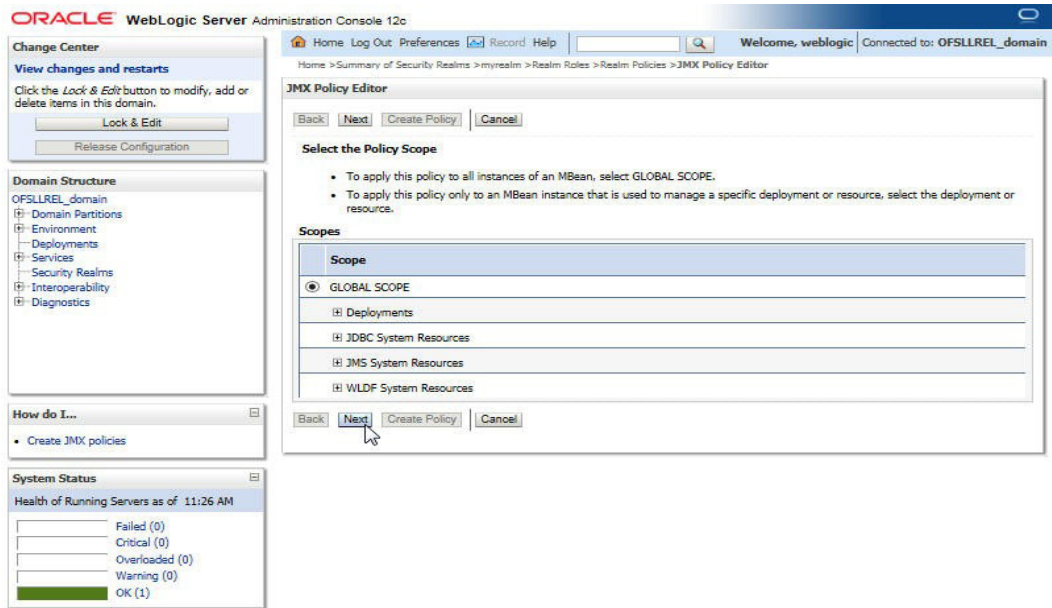 ORACLE WebLogic Server Administration Console 12c
Change Center
View changes and restarts
Click the Lock & Edit button to modify, add or
delete items in this domain.
Lock & Edit
Release Configuration
Domain Structure
OFSLLREL_domain
Domain Partitions
Environment
Deployments
Services
Security Realms
Interoperability
Diagnostics
How do I...
Create JMX policies
System Status
Health of Running Servers as of 11:26 AM
Failed (0)
Critical (0)
Overloaded (0)
Warning (0)
OK (1)
Home Log Out Preferences Record Help
Welcome, weblogic Connected to: OFSLLREL_domain
Home >Summary of Security Realms >myrealm >Realm Roles >Realm Policies >JMX Policy Editor
JMX Policy Editor
Back Next Create Policy Cancel
Select the Policy Scope
• To apply this policy to all instances of an MBean, select GLOBAL SCOPE.
• To apply this policy only to an MBean instance that is used to manage a specific deployment or resource, select the deployment or
resource.
Scopes
Scope
GLOBAL SCOPE
Deployments
JDBC System Resources
JMS System Resources
WLDF System Resources
Back Next Create Policy Cancel